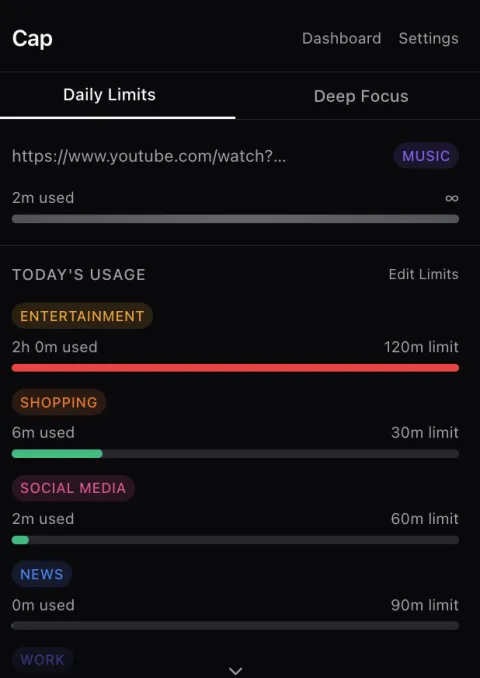 Cap Dashboard Settings
Daily Limits Deep Focus
https://www.youtube.com/watch?... MUSIC
2m used ∞
TODAY'S USAGE Edit Limits
ENTERTAINMENT
2h 0m used 120m limit
SHOPPING
6m used 30m limit
SOCIAL MEDIA
2m used 60m limit
NEWS
0m used 90m limit
WORK